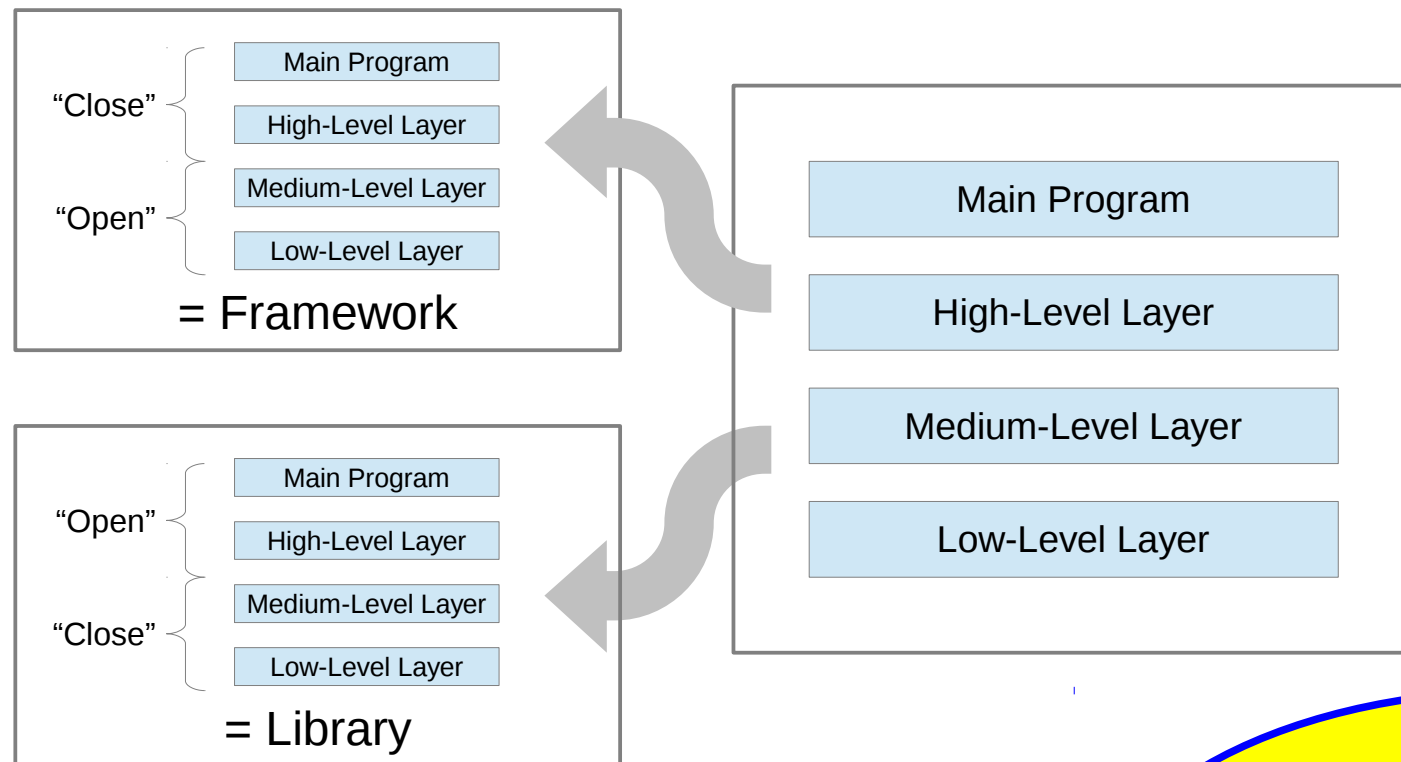 “Close”
Main Program
High-Level Layer
“Open”
Medium-Level Layer
Low-Level Layer
= Framework
“Open”
Main Program
High-Level Layer
“Close”
Medium-Level Layer
Low-Level Layer
= Library
Main Program
High-Level Layer
Medium-Level Layer
Low-Level Layer